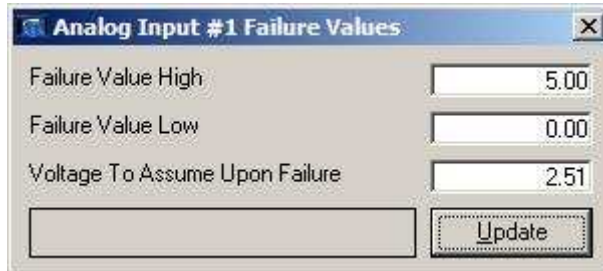 Analog Input #1 Failure Values
Failure Value High 5.00
Failure Value Low 0.00
Voltage To Assume Upon Failure 2.51
Update